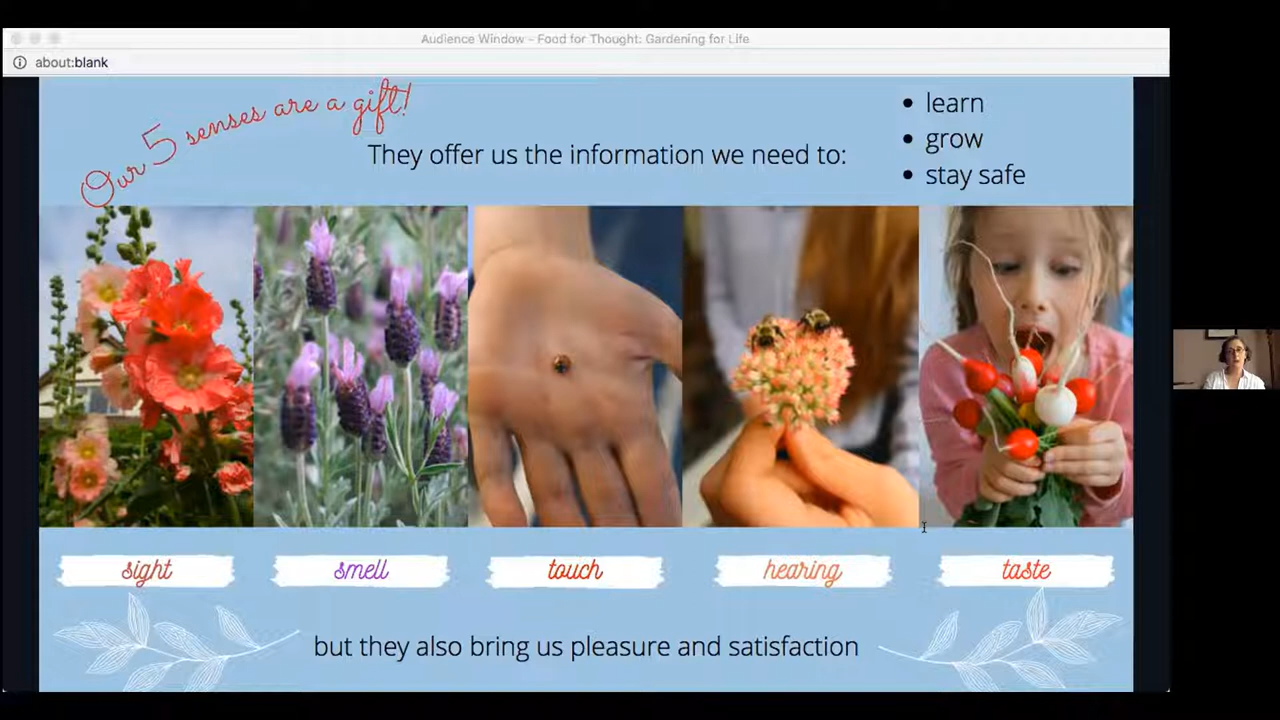 Audience Window - Food for Thought: Gardening for Life
about:blank
Our 5 senses are a gift!
They offer us the information we need to:
• learn
• grow
• stay safe
sight
smell
touch
hearing
taste
but they also bring us pleasure and satisfaction